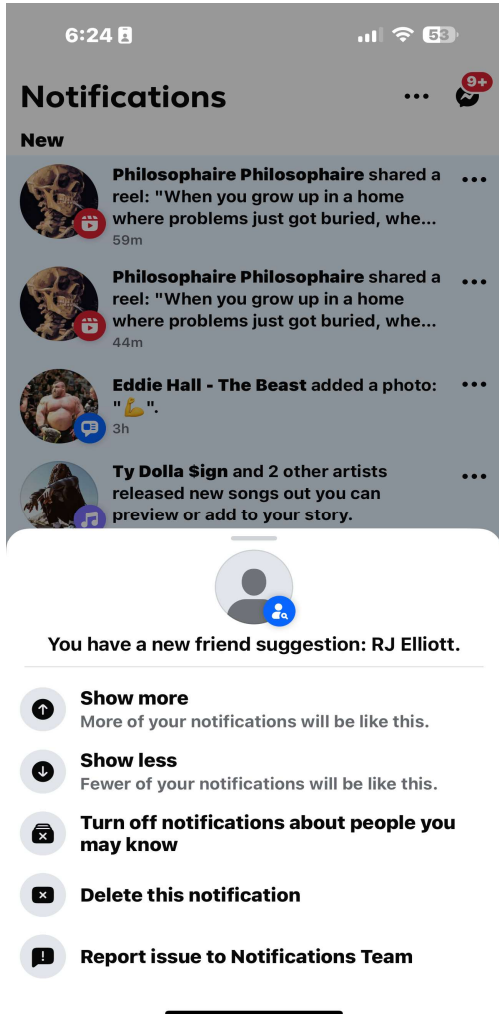 6:24
53
Notifications
9+
New
Philosophaire Philosophaire shared a
reel: "When you grow up in a home
where problems just got buried, whe...
59m
Philosophaire Philosophaire shared a
reel: "When you grow up in a home
where problems just got buried, whe...
44m
Eddie Hall - The Beast added a photo:
"💪".
3h
Ty Dolla $ign and 2 other artists
released new songs out you can
preview or add to your story.
You have a new friend suggestion: RJ Elliott.
Show more
More of your notifications will be like this.
Show less
Fewer of your notifications will be like this.
Turn off notifications about people you
may know
Delete this notification
Report issue to Notifications Team